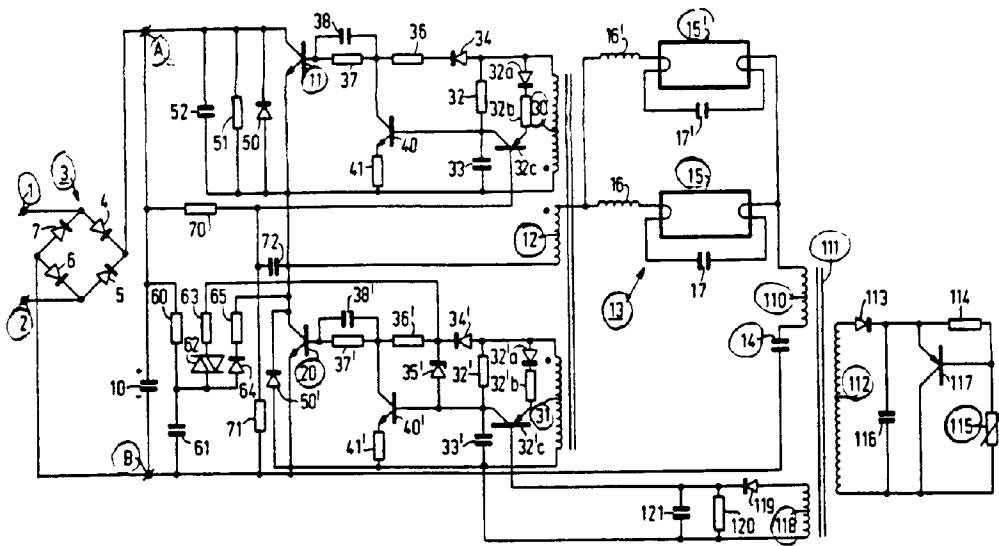 38 36 34 16' 15'
A 11 37 32a
32 32b 30
52 51 50 40 17'
41 33 32c
1 3 4 16 15
70 12 111
7 6 72 17
5 13 110
60 63 65 38' 36' 34' 113 114
2 14
62 20 37' 35' 32' 32'a
10 64 50' 32'b 31 112 117
+
-
61 71 41' 40' 33' 32'c 116 115
B
121 120 119 118